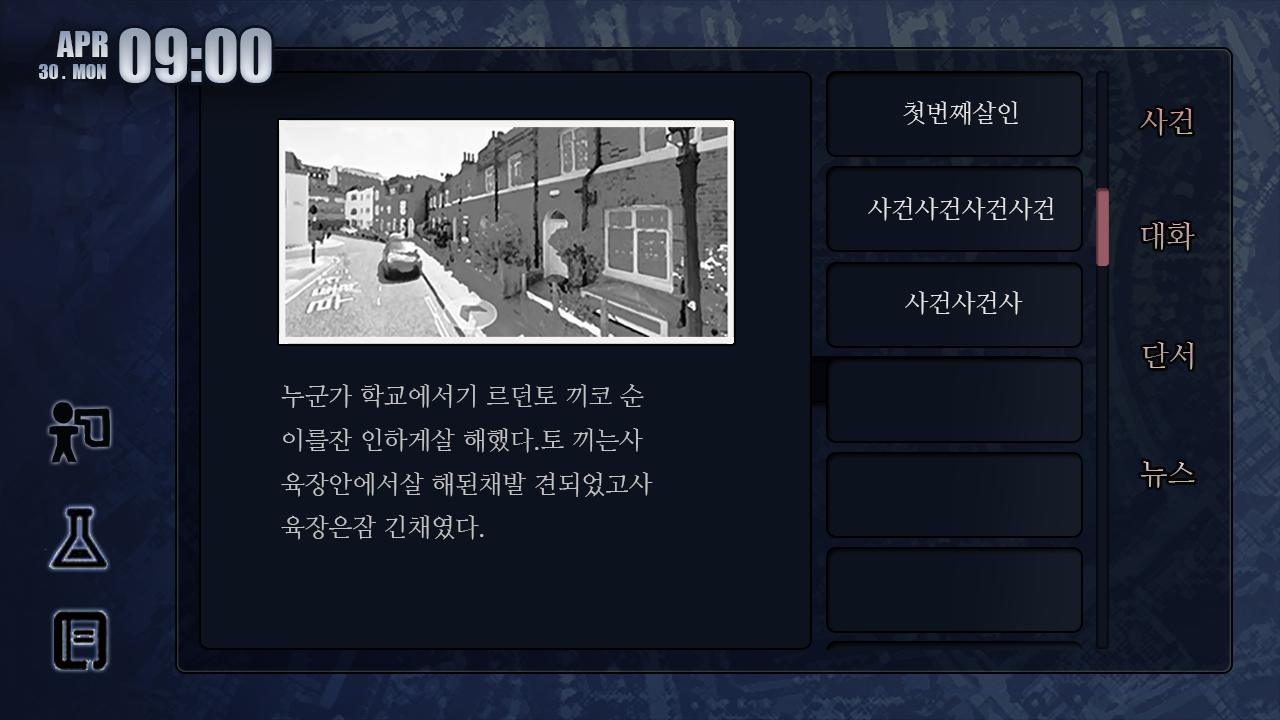 APR
30. MON
09:00
첫번째살인
사건
사건사건사건사건
대화
사건사건사
단서
뉴스
누군가 학교에서기 르던토 끼코 순
이를잔 인하게살 해했다.토 끼는사
육장안에서살 해된채발 견되었고사
육장은잠 긴채였다.